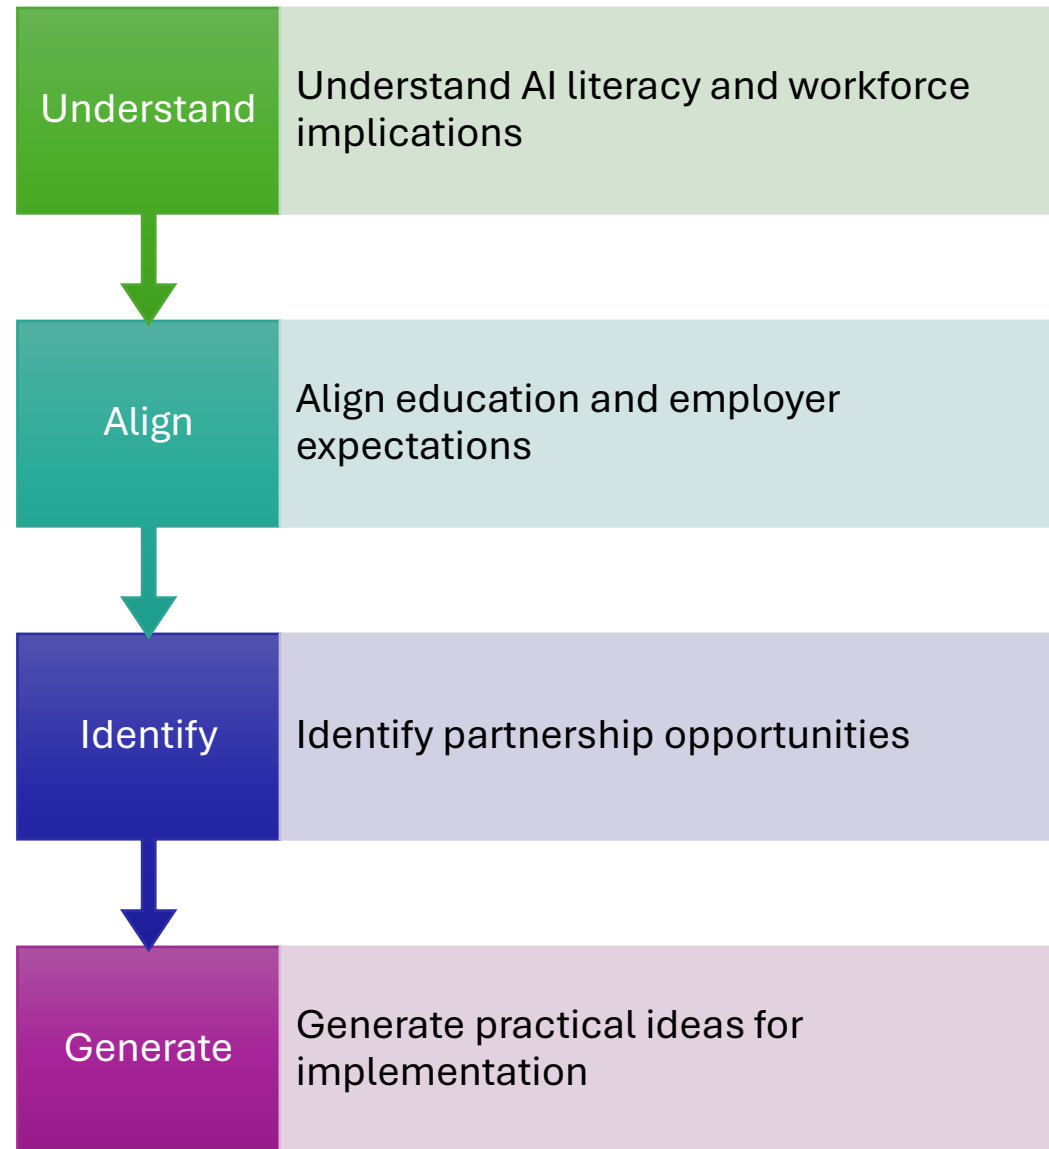 Understand
Understand AI literacy and workforce
implications
Align
Align education and employer
expectations
Identify
Identify partnership opportunities
Generate
Generate practical ideas for
implementation